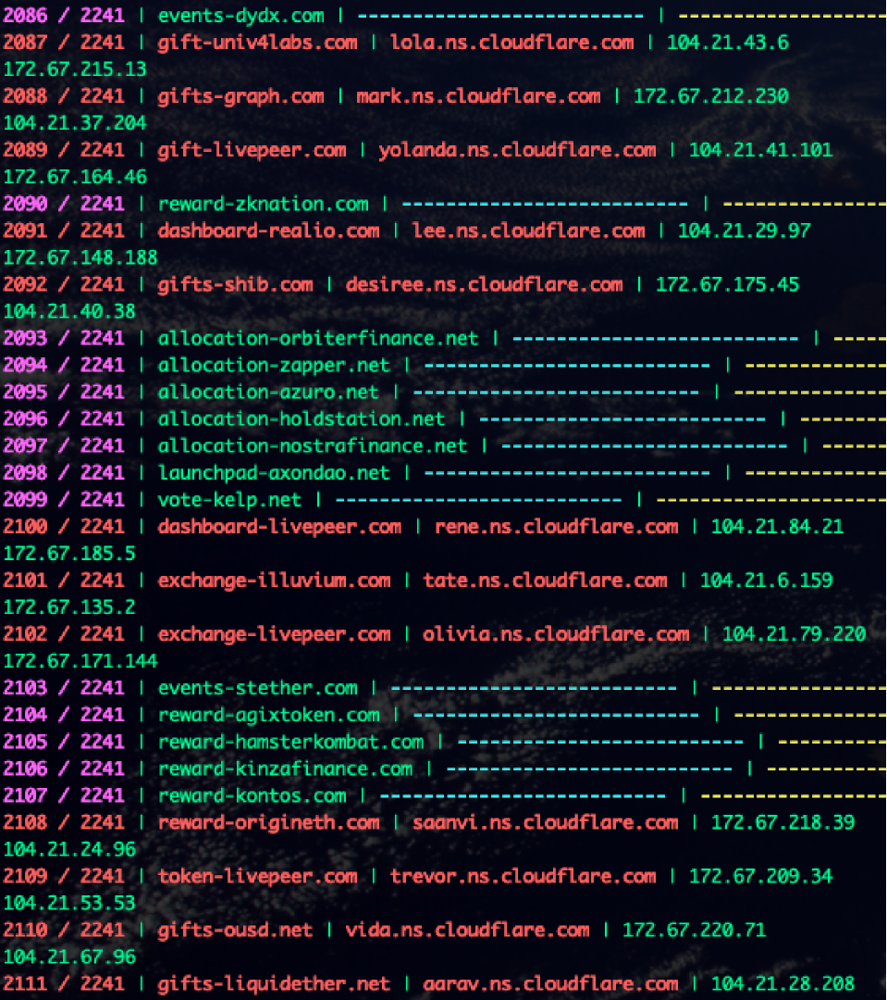 2086 / 2241 | events-dydx.com | -------------------------- | -------------------
2087 / 2241 | gift-univ4labs.com | lola.ns.cloudflare.com | 104.21.43.6
172.67.215.13
2088 / 2241 | gifts-graph.com | mark.ns.cloudflare.com | 172.67.212.230
104.21.37.204
2089 / 2241 | gift-livepeer.com | yolanda.ns.cloudflare.com | 104.21.41.101
172.67.164.46
2090 / 2241 | reward-zknation.com | -------------------------- | ---------------
2091 / 2241 | dashboard-realio.com | lee.ns.cloudflare.com | 104.21.29.97
172.67.148.188
2092 / 2241 | gifts-shib.com | desiree.ns.cloudflare.com | 172.67.175.45
104.21.40.38
2093 / 2241 | allocation-orbiterfinance.net | -------------------------- | -----
2094 / 2241 | allocation-zapper.net | -------------------------- | -------------
2095 / 2241 | allocation-azuro.net | -------------------------- | --------------
2096 / 2241 | allocation-holdstation.net | -------------------------- | --------
2097 / 2241 | allocation-nostrafinance.net | -------------------------- | ------
2098 / 2241 | launchpad-axondao.net | -------------------------- | -------------
2099 / 2241 | vote-kelp.net | -------------------------- | ---------------------
2100 / 2241 | dashboard-livepeer.com | rene.ns.cloudflare.com | 104.21.84.21
172.67.185.5
2101 / 2241 | exchange-illuvium.com | tate.ns.cloudflare.com | 104.21.6.159
172.67.135.2
2102 / 2241 | exchange-livepeer.com | olivia.ns.cloudflare.com | 104.21.79.220
172.67.171.144
2103 / 2241 | events-stether.com | -------------------------- | ----------------
2104 / 2241 | reward-agixtoken.com | -------------------------- | --------------
2105 / 2241 | reward-hamsterkombat.com | -------------------------- | ----------
2106 / 2241 | reward-kinzafinance.com | -------------------------- | -----------
2107 / 2241 | reward-kontos.com | -------------------------- | -----------------
2108 / 2241 | reward-origineth.com | saanvi.ns.cloudflare.com | 172.67.218.39
104.21.24.96
2109 / 2241 | token-livepeer.com | trevor.ns.cloudflare.com | 172.67.209.34
104.21.53.53
2110 / 2241 | gifts-ousd.net | vida.ns.cloudflare.com | 172.67.220.71
104.21.67.96
2111 / 2241 | gifts-liquidether.net | aarav.ns.cloudflare.com | 104.21.28.208